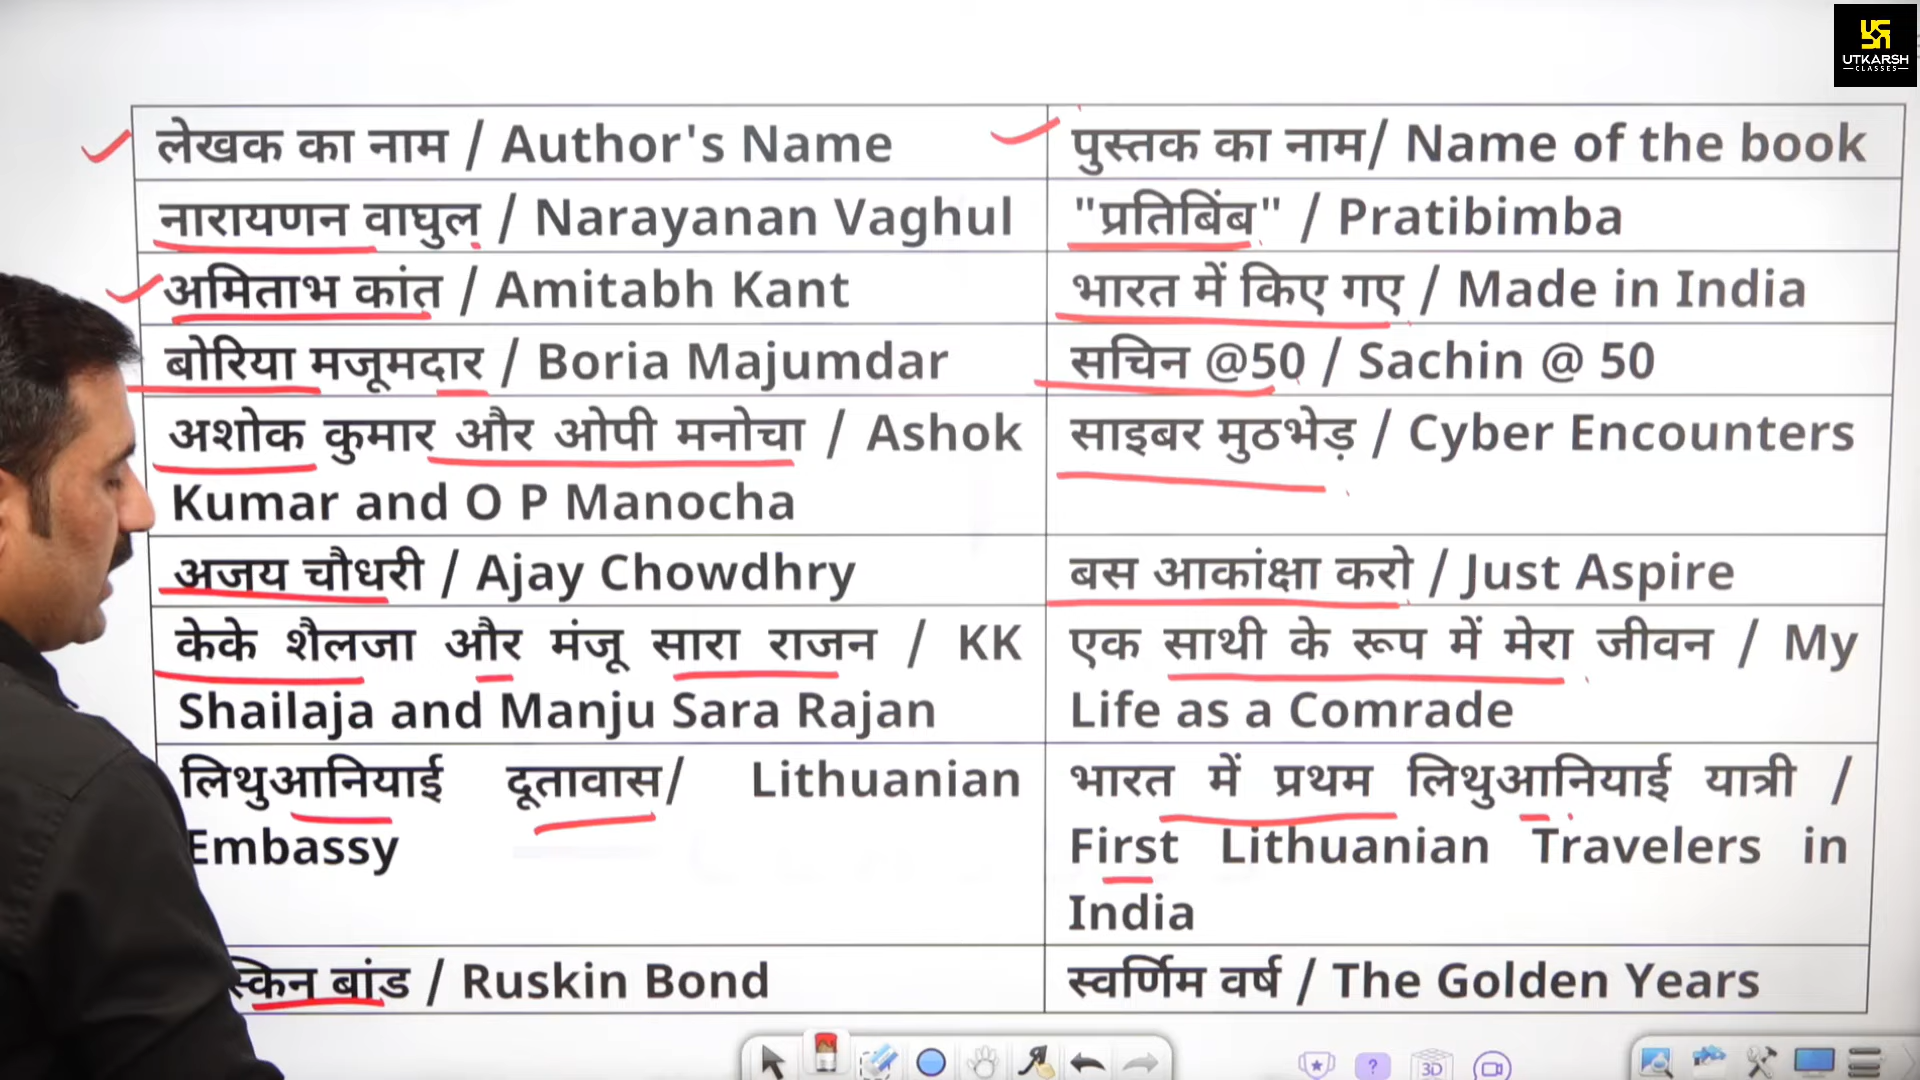 UTKARSH
CLASSES
लेखक का नाम / Author's Name
पुस्तक का नाम/ Name of the book
नारायणन वाघुल / Narayanan Vaghul
"प्रतिबिंब" / Pratibimba
अमिताभ कांत / Amitabh Kant
भारत में किए गए / Made in India
बोरिया मजूमदार / Boria Majumdar
सचिन @50 / Sachin @ 50
अशोक कुमार और ओपी मनोचा / Ashok
Kumar and O P Manocha
साइबर मुठभेड़ / Cyber Encounters
अजय चौधरी / Ajay Chowdhry
बस आकांक्षा करो / Just Aspire
केके शैलजा और मंजू सारा राजन / KK
Shailaja and Manju Sara Rajan
एक साथी के रूप में मेरा जीवन / My
Life as a Comrade
लिथुआनियाई दूतावास/ Lithuanian
Embassy
भारत में प्रथम लिथुआनियाई यात्री /
First Lithuanian Travelers in
India
बांड / Ruskin Bond
स्वर्णिम वर्ष / The Golden Years
?
3D